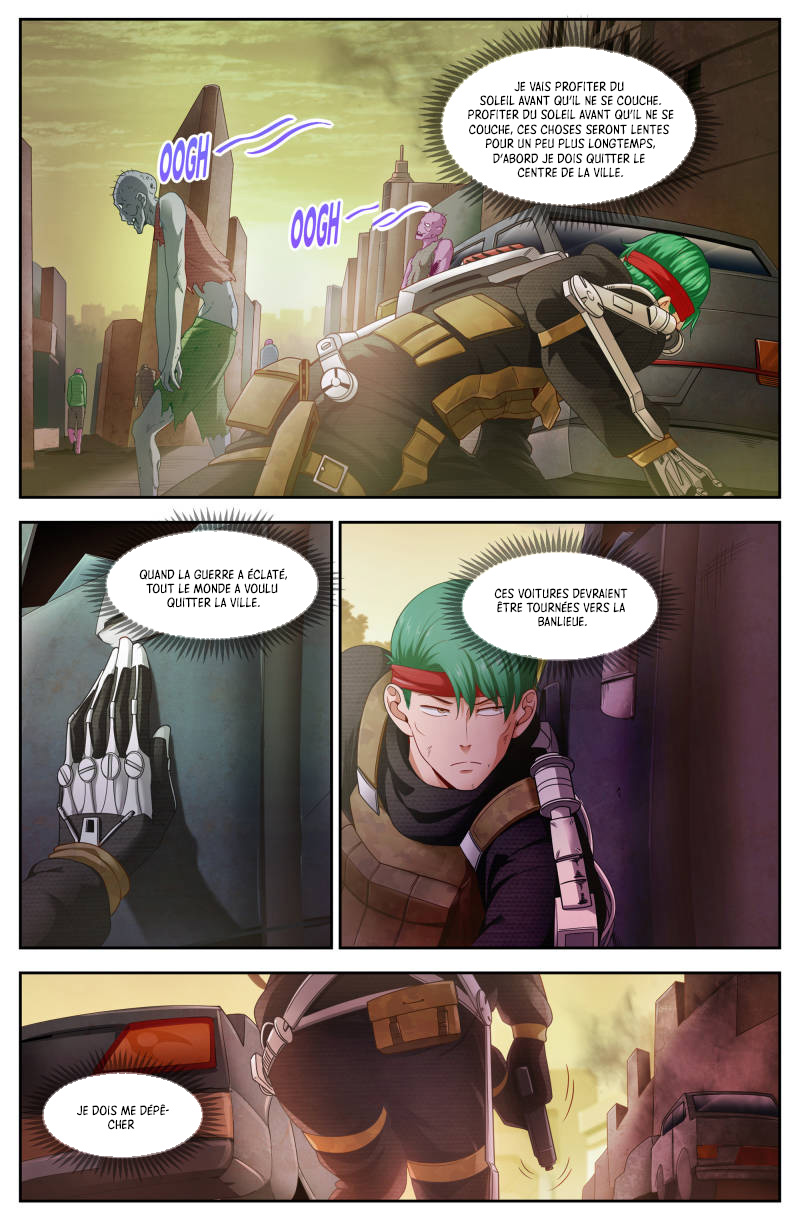 JE VAIS PROFITER DU
SOLEIL AVANT QU'IL NE SE COUCHE.
PROFITER DU SOLEIL AVANT QU'IL NE SE
COUCHE, CES CHOSES SERONT LENTES
POUR UN PEU PLUS LONGTEMPS,
D'ABORD JE DOIS QUITTER LE
CENTRE DE LA VILLE.
OOGH
OOGH
QUAND LA GUERRE A ÉCLATÉ,
TOUT LE MONDE A VOULU
QUITTER LA VILLE.
CES VOITURES DEVRAIENT
ÊTRE TOURNÉES VERS LA
BANLIEUE.
JE DOIS ME DÉPÊ-
CHER